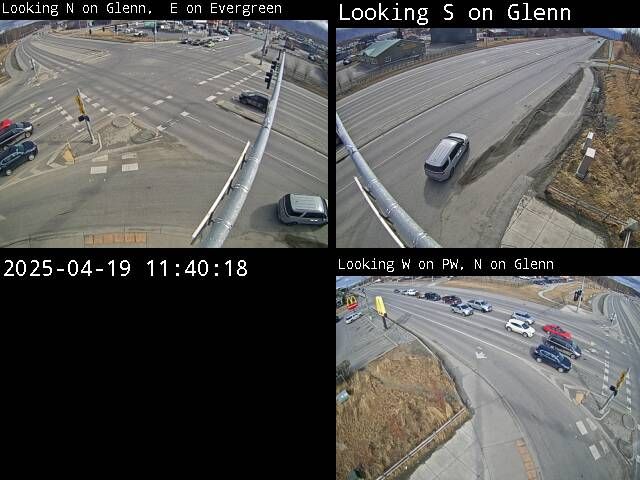 Looking N on Glenn,  E on Evergreen
Looking S on Glenn
2025-04-19 11:40:18
Looking W on PW, N on Glenn